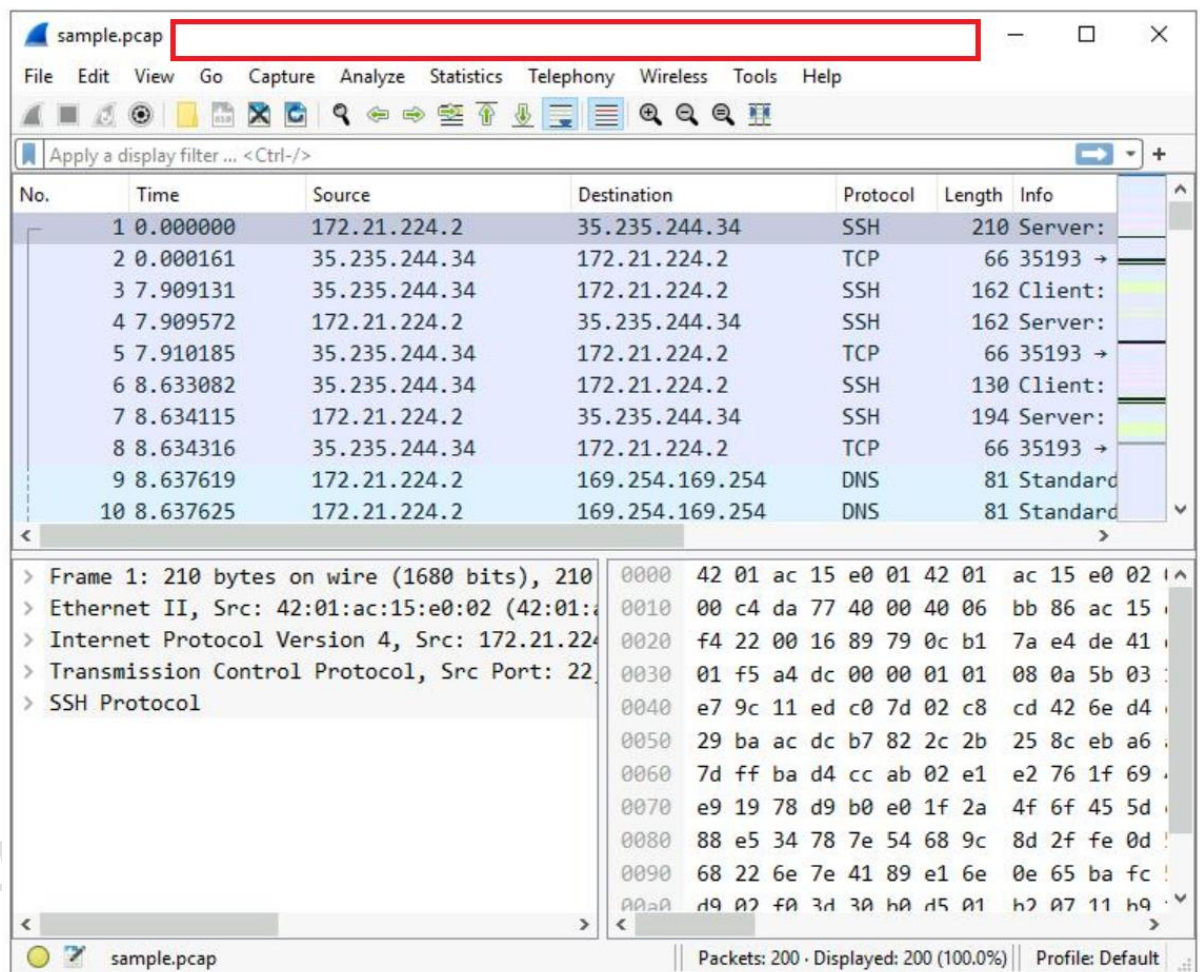 sample.pcap
File Edit View Go Capture Analyze Statistics Telephony Wireless Tools Help
Apply a display filter ... <Ctrl-/>
No. Time Source Destination Protocol Length Info
1 0.000000 172.21.224.2 35.235.244.34 SSH 210 Server:
2 0.000161 35.235.244.34 172.21.224.2 TCP 66 35193 →
3 7.909131 35.235.244.34 172.21.224.2 SSH 162 Client:
4 7.909572 172.21.224.2 35.235.244.34 SSH 162 Server:
5 7.910185 35.235.244.34 172.21.224.2 TCP 66 35193 →
6 8.633082 35.235.244.34 172.21.224.2 SSH 130 Client:
7 8.634115 172.21.224.2 35.235.244.34 SSH 194 Server:
8 8.634316 35.235.244.34 172.21.224.2 TCP 66 35193 →
9 8.637619 172.21.224.2 169.254.169.254 DNS 81 Standard
10 8.637625 172.21.224.2 169.254.169.254 DNS 81 Standard
> Frame 1: 210 bytes on wire (1680 bits), 210
> Ethernet II, Src: 42:01:ac:15:e0:02 (42:01:
> Internet Protocol Version 4, Src: 172.21.224
> Transmission Control Protocol, Src Port: 22
> SSH Protocol
0000 42 01 ac 15 e0 01 42 01 ac 15 e0 02
0010 00 c4 da 77 40 00 40 06 bb 86 ac 15
0020 f4 22 00 16 89 79 0c b1 7a e4 de 41
0030 01 f5 a4 dc 00 00 01 01 08 0a 5b 03
0040 e7 9c 11 ed c0 7d 02 c8 cd 42 6e d4
0050 29 ba ac dc b7 82 2c 2b 25 8c eb a6
0060 7d ff ba d4 cc ab 02 e1 e2 76 1f 69
0070 e9 19 78 d9 b0 e0 1f 2a 4f 6f 45 5d
0080 88 e5 34 78 7e 54 68 9c 8d 2f fe 0d
0090 68 22 6e 7e 41 89 e1 6e 0e 65 ba fc
00a0 d9 02 f0 3d 30 b0 d5 01 b2 07 11 b9
sample.pcap
Packets: 200 · Displayed: 200 (100.0%)
Profile: Default